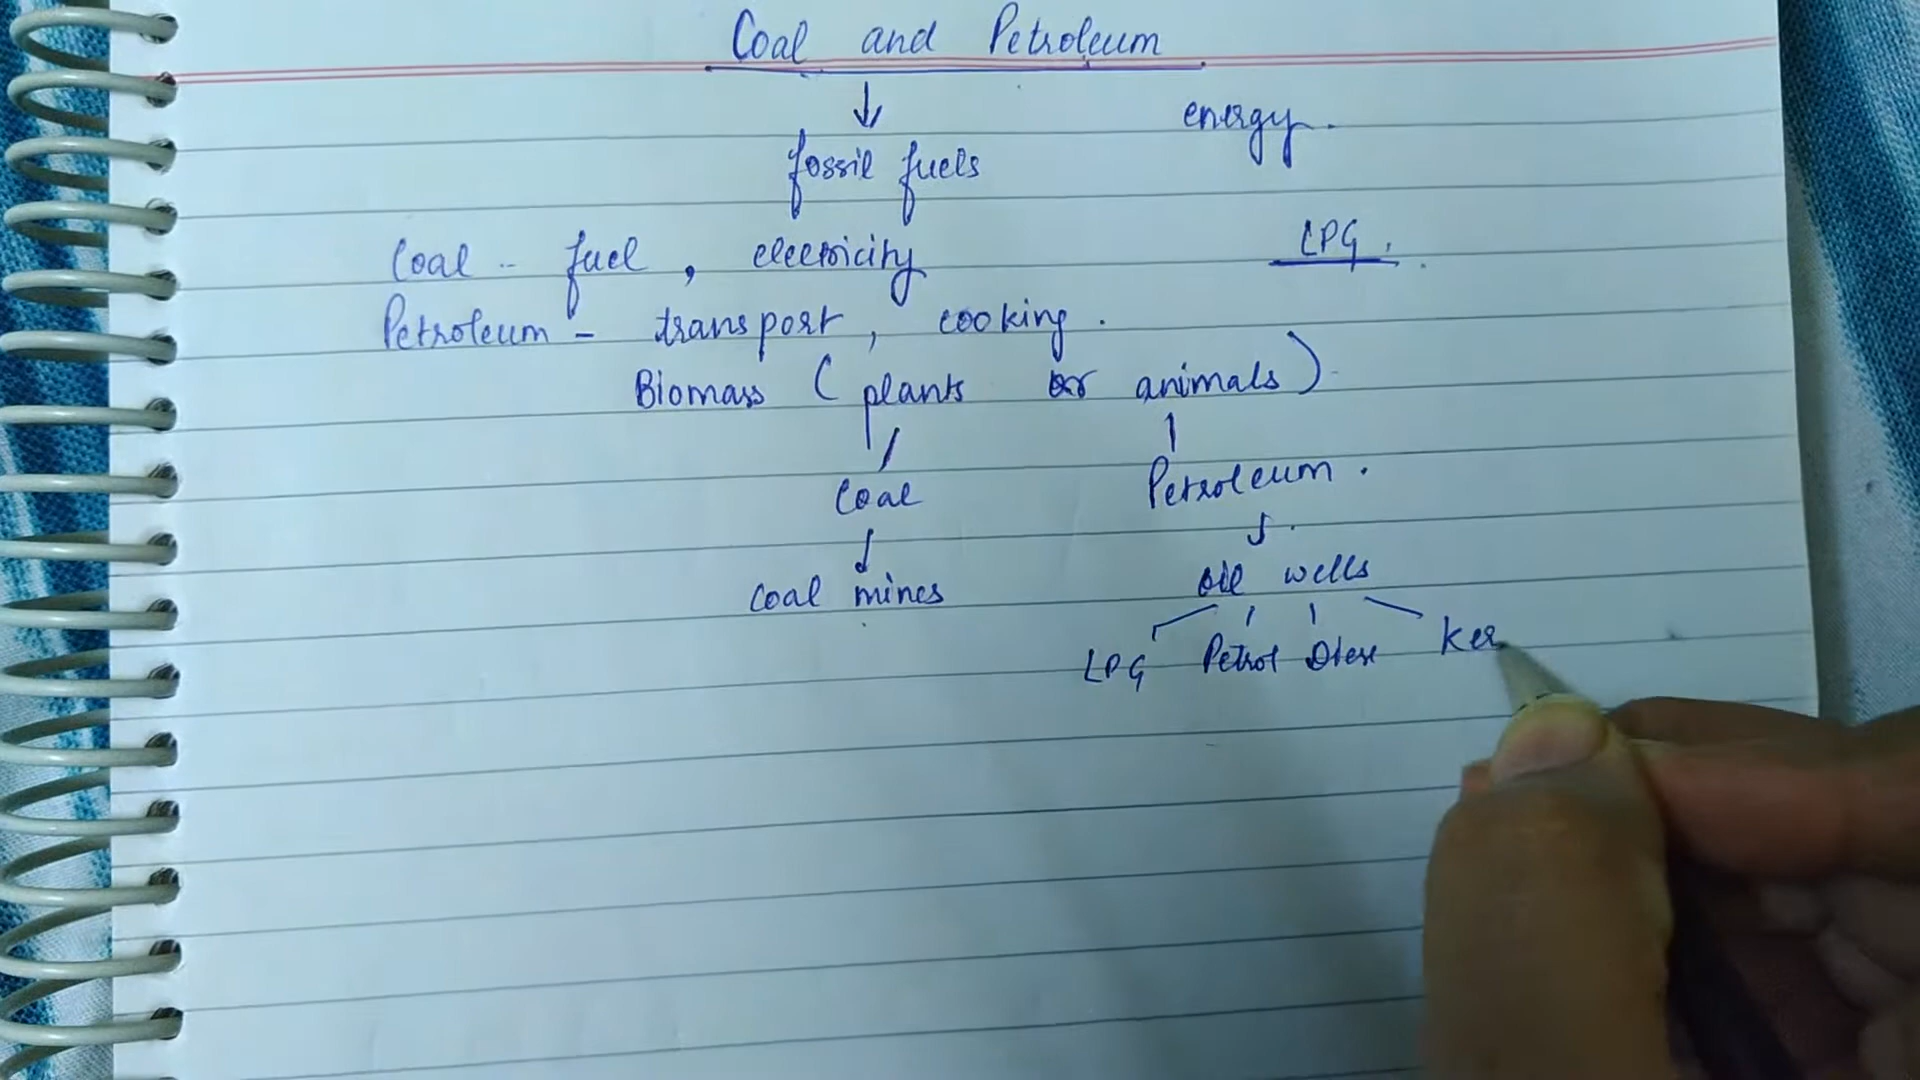 Coal and Petroleum
energy.
fossil fuels
Coal - fuel, electricity
LPG.
Petroleum - transport, cooking.
Biomass (plants or animals).
Coal Petroleum.
Coal mines oil wells
LPG Petrol Ker